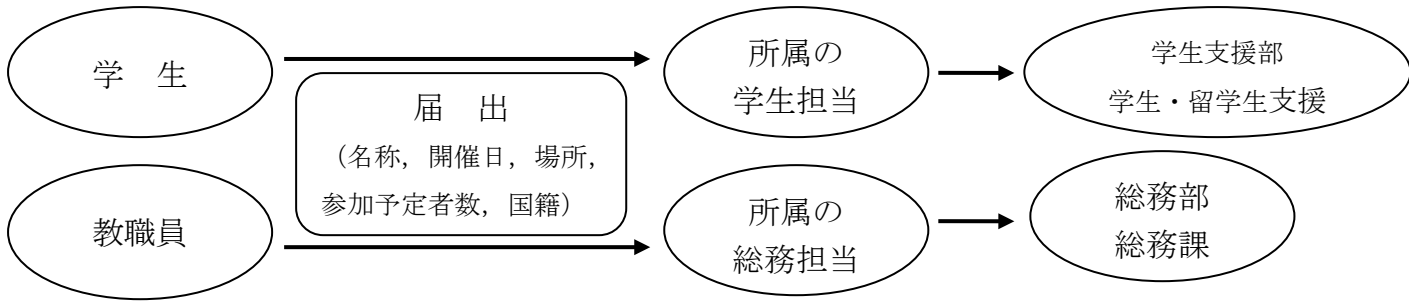 学　生
所属の
学生担当
学生支援部
学生・留学生支援
届　出
（名称，開催日，場所，
参加予定者数，国籍）
教職員
所属の
総務担当
総務部
総務課